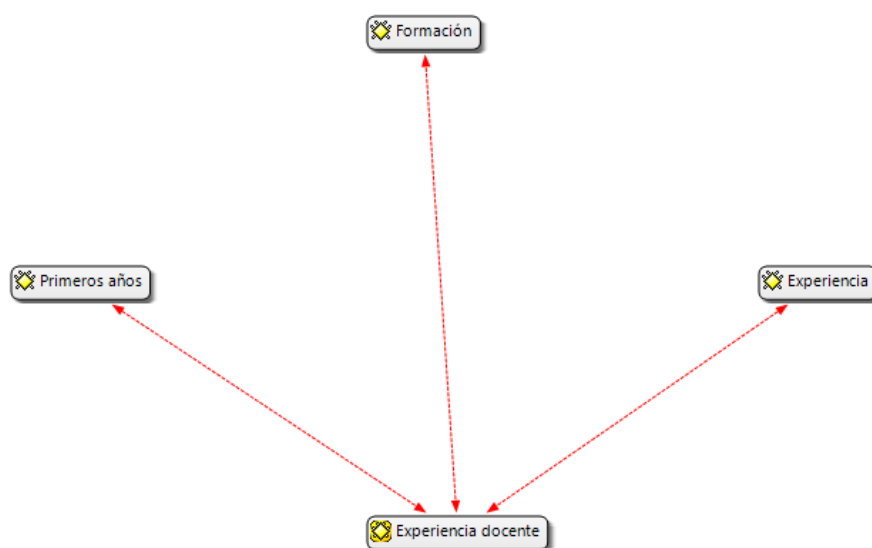 Formación
Primeros años
Experiencia
Experiencia docente